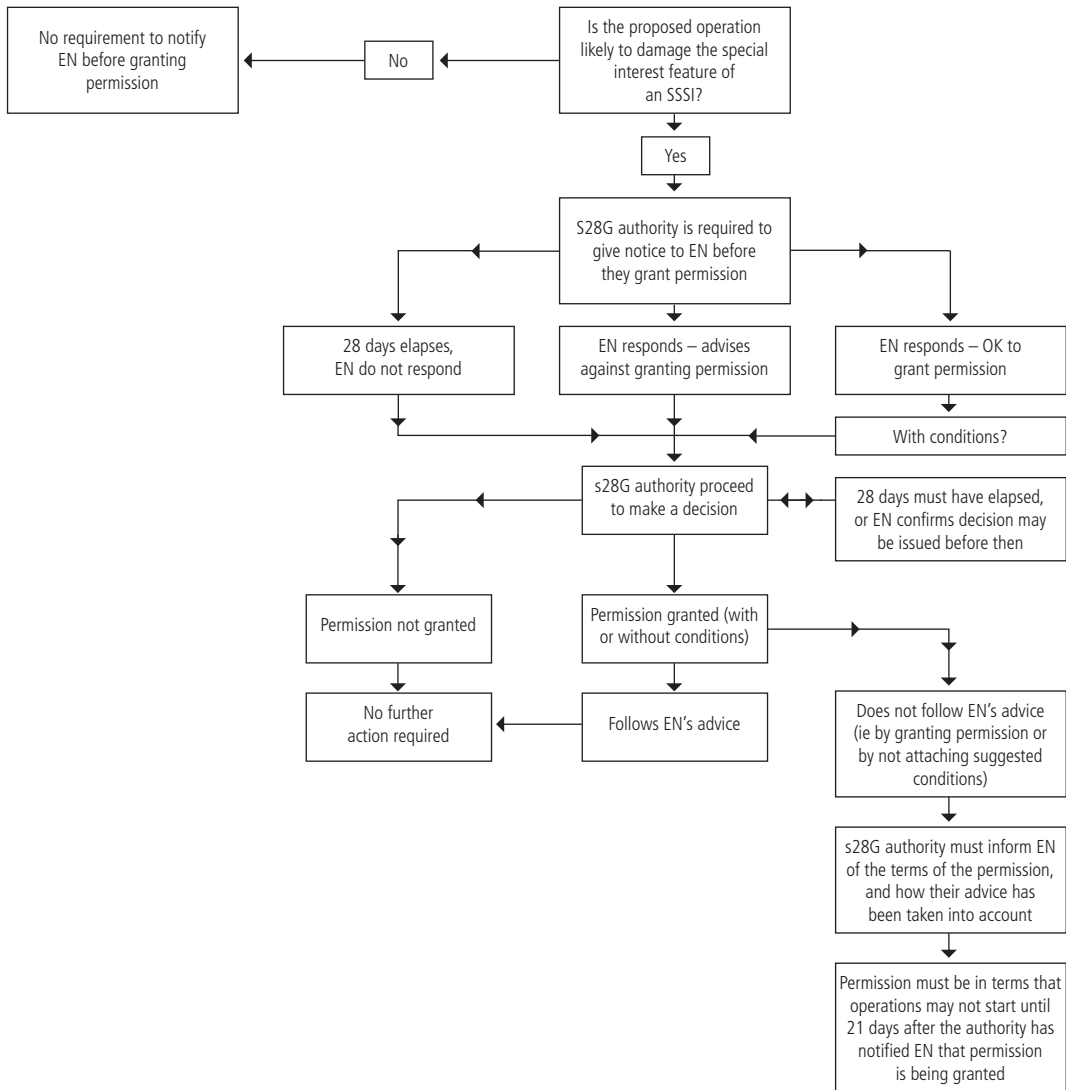 No requirement to notify
EN before granting
permission
No
Is the proposed operation
likely to damage the special
interest feature of
an SSSI?
Yes
S28G authority is required to
give notice to EN before
they grant permission
28 days elapses,
EN do not respond
EN responds – advises
against granting permission
EN responds – OK to
grant permission
With conditions?
s28G authority proceed
to make a decision
28 days must have elapsed,
or EN confirms decision may
be issued before then
Permission not granted
Permission granted (with
or without conditions)
No further
action required
Follows EN’s advice
Does not follow EN’s advice
(ie by granting permission or
by not attaching suggested
conditions)
s28G authority must inform EN
of the terms of the permission,
and how their advice has
been taken into account
Permission must be in terms that
operations may not start until
21 days after the authority has
notified EN that permission
is being granted